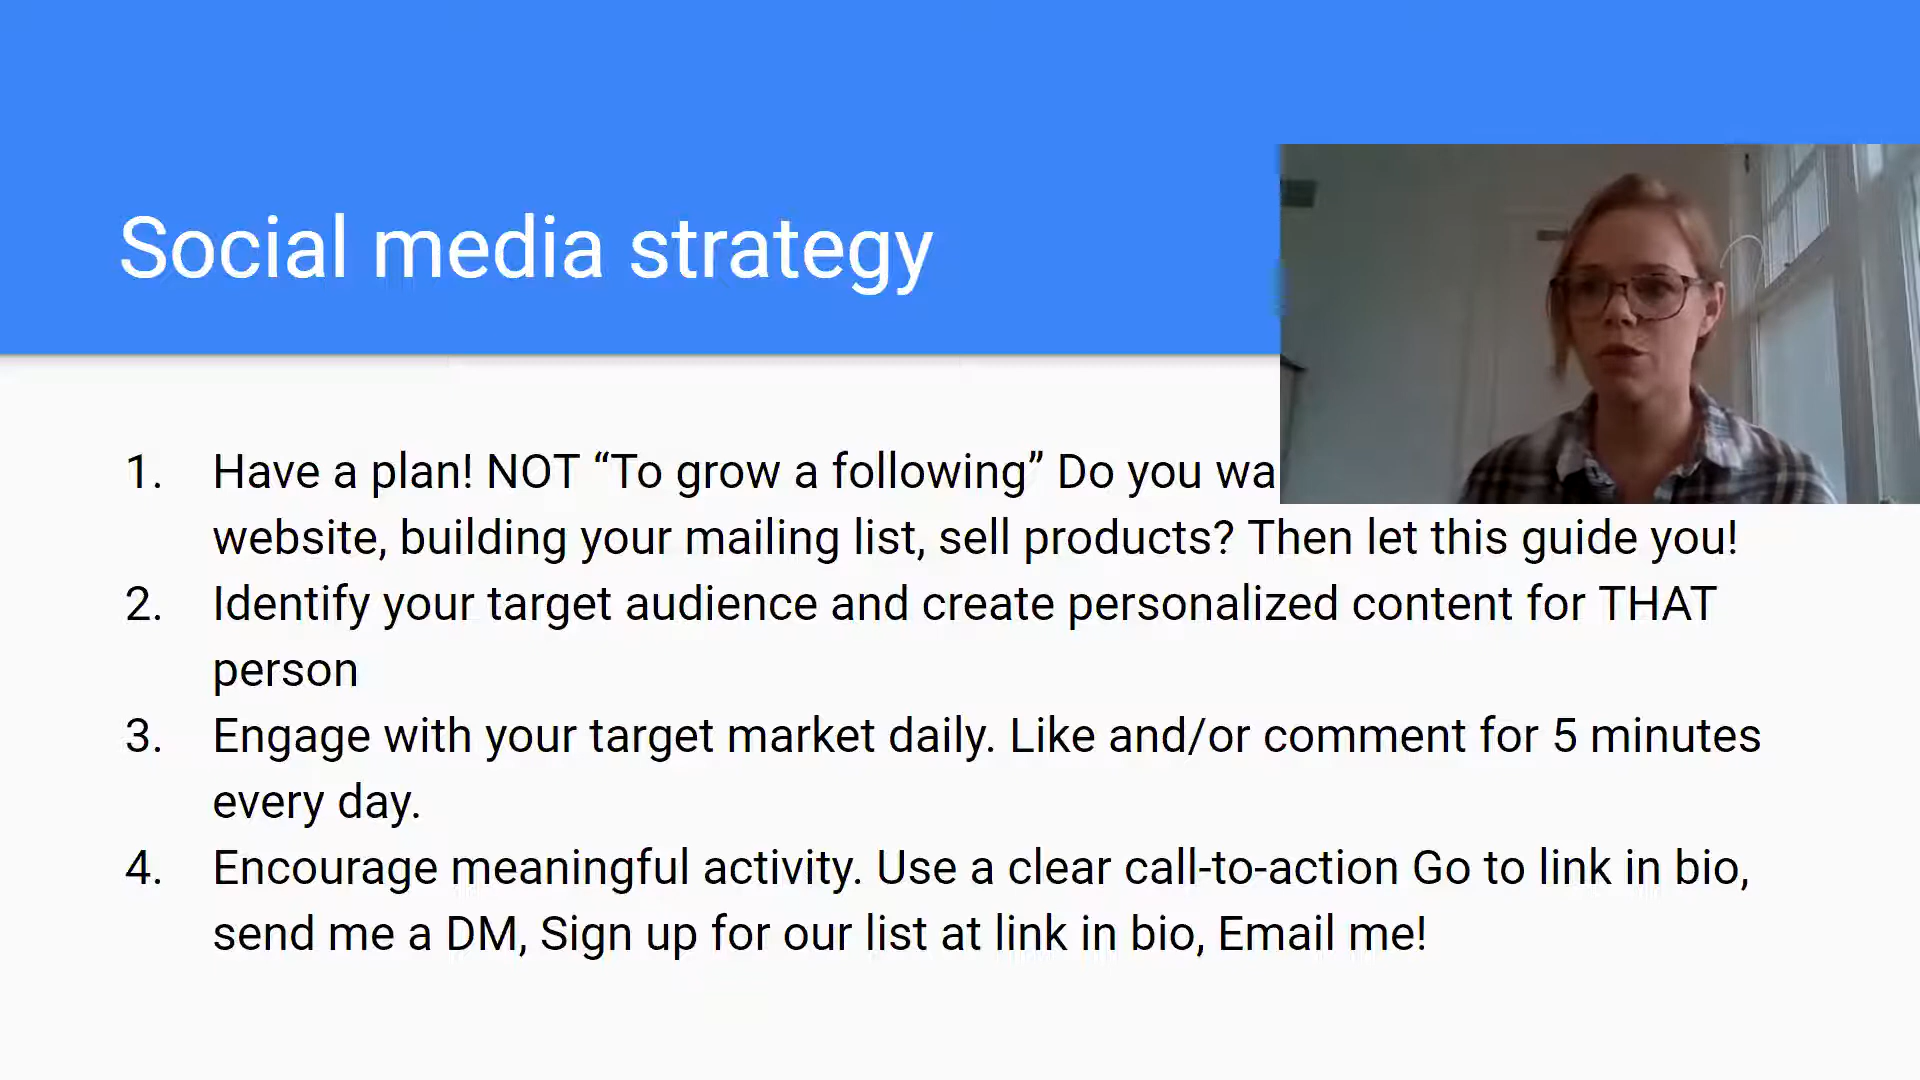 Social media strategy
1. Have a plan! NOT “To grow a following” Do you
website, building your mailing list, sell products? Then let this guide you!
2. Identify your target audience and create personalized content for THAT
person
3. Engage with your target market daily. Like and/or comment for 5 minutes
every day.
4. Encourage meaningful activity. Use a clear call-to-action Go to link in bio,
send me a DM, Sign up for our list at link in bio, Email me!